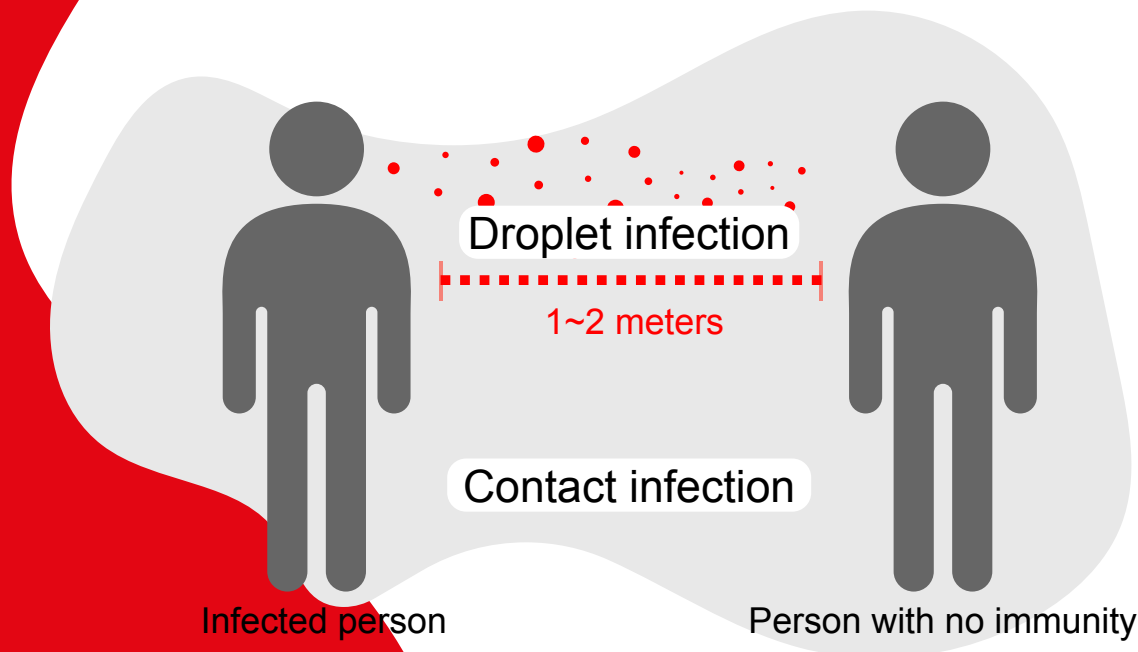 Droplet infection
1~2 meters
Contact infection
Infected person
Person with no immunity